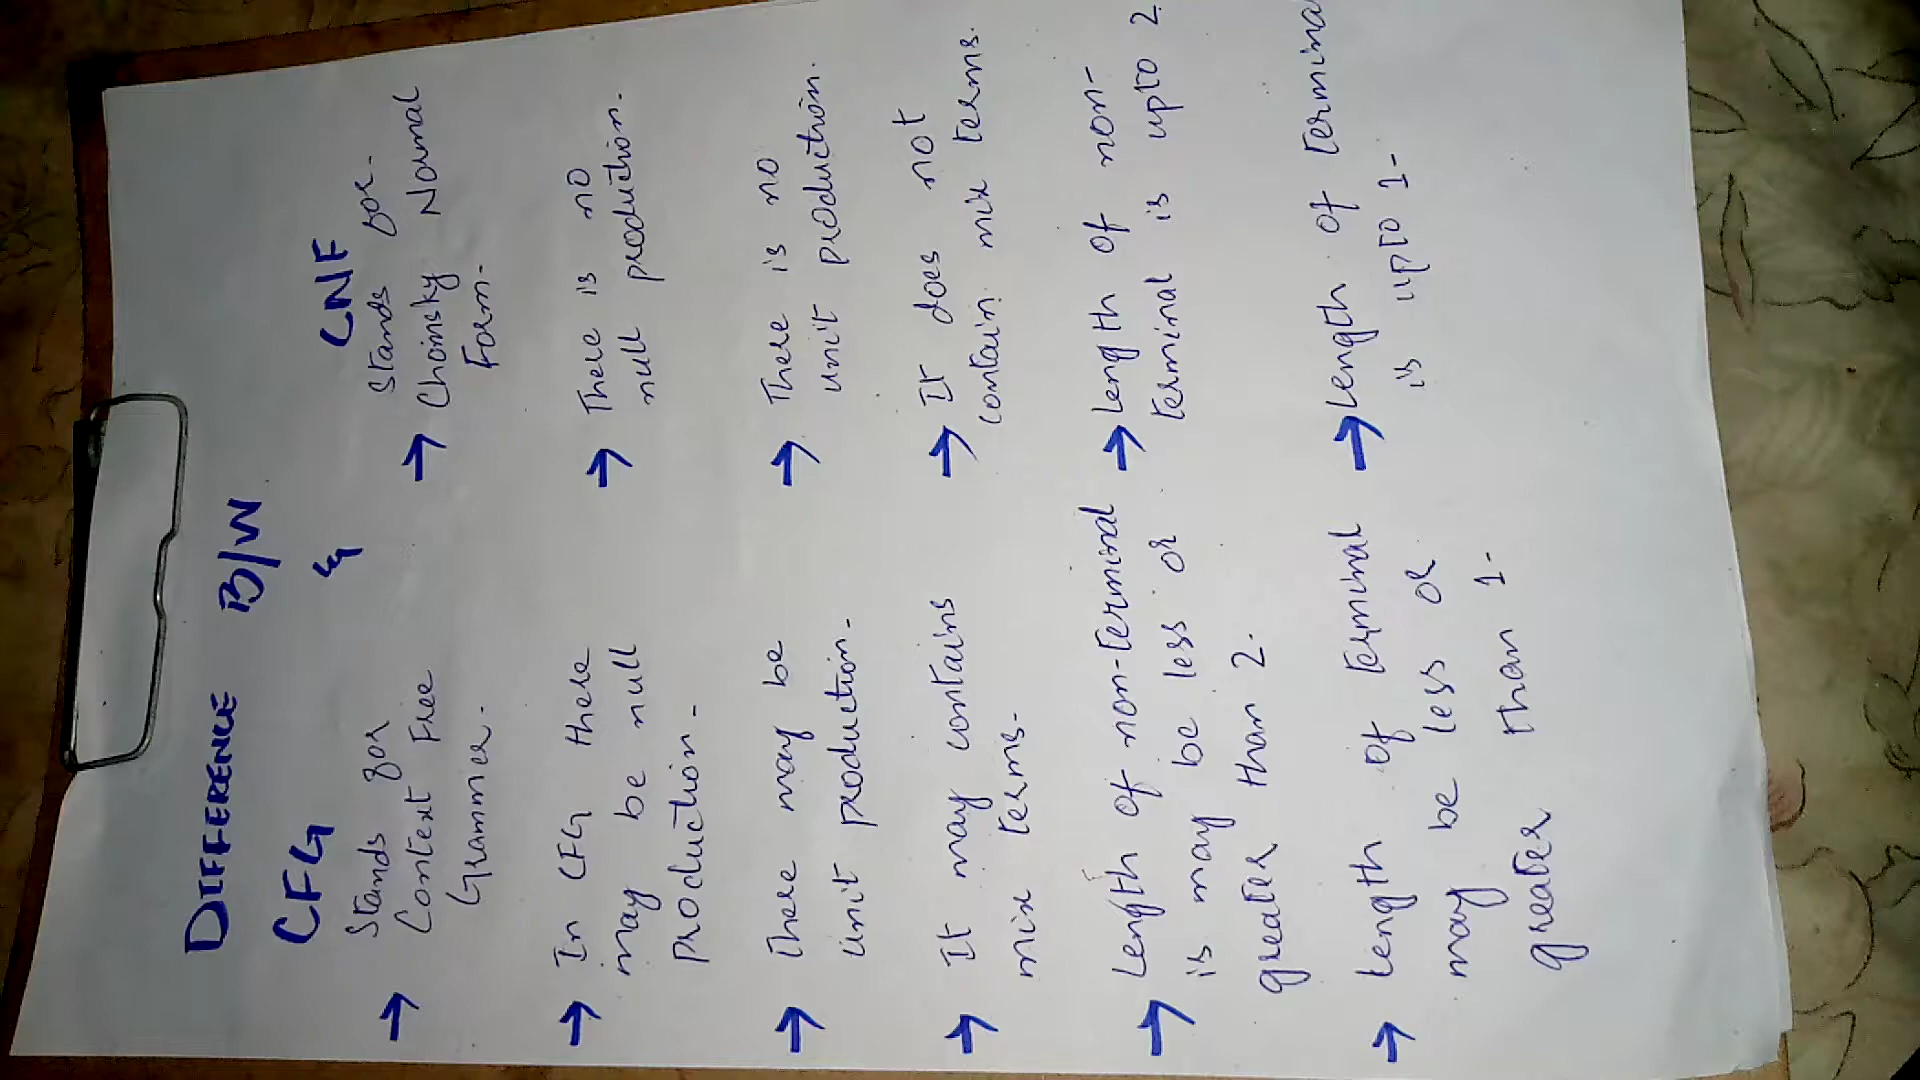 DIFFERENCE B/W
CFG & CNF
Stands for
→ Context Free
Grammer.
→ In CFG there
may be null
production.
→ There may be
unit production.
→ It may contains
mix terms.
→ Length of non-terminal
is may be less or
greater than 2.
→ Length of terminal
may be less or
greater than 1.
Stands for.
→ Chomsky Normal
Form.
→ There is no
null production.
→ There is no
unit production.
→ It does not
contain mix terms.
→ Length of non-
terminal is upto 2
→ Length of termina
is upto 1.